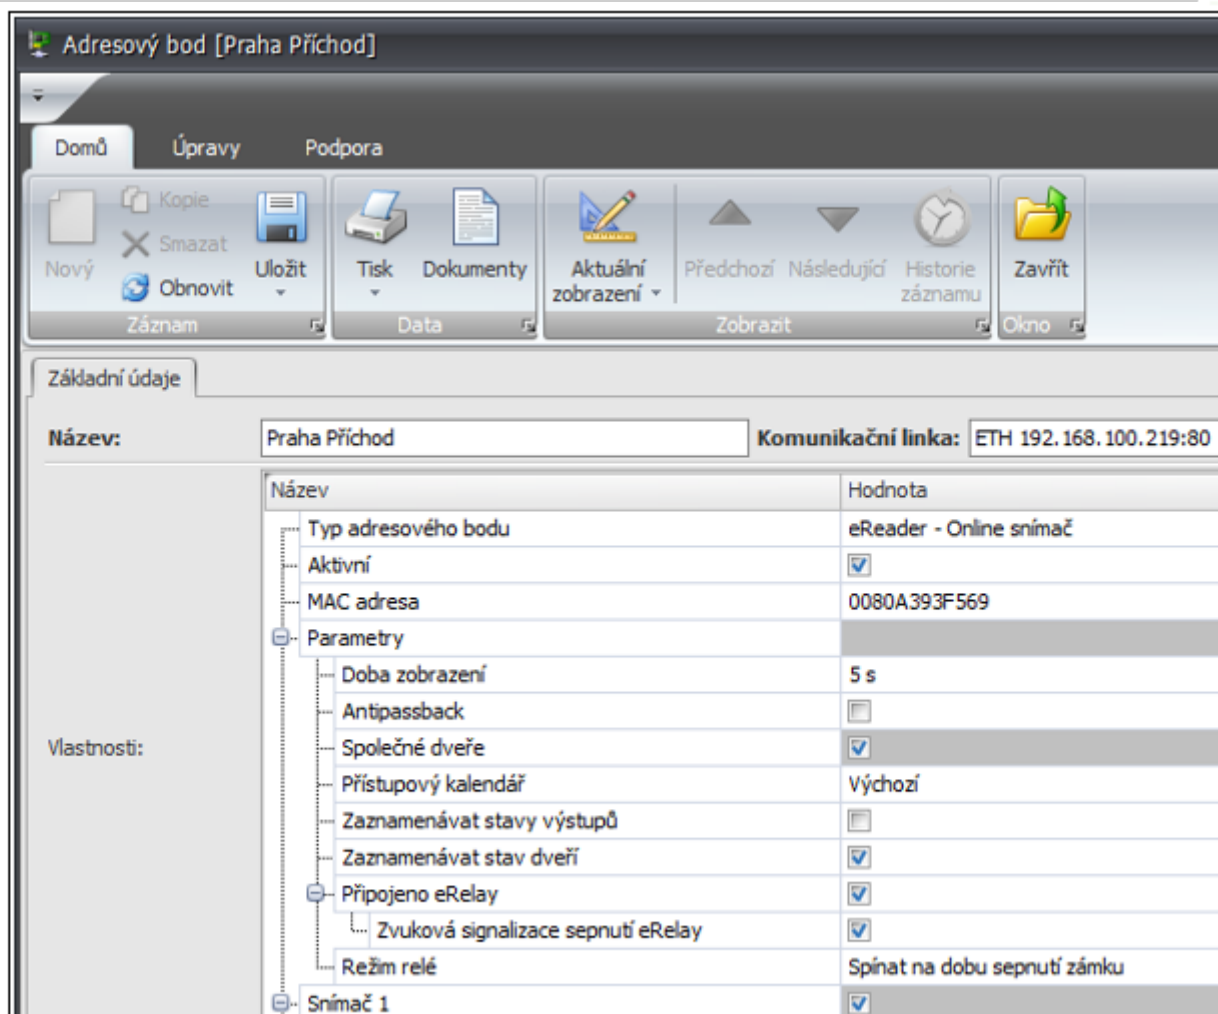 Adresový bod [Praha Příchod]
Domů Úpravy Podpora
Nový Kopie Smazat Obnovit Uložit
Tisk Dokumenty
Aktuální zobrazení Předchozí Následující Historie záznamu
Zavřít
Záznam Data Zobrazit Okno
Základní údaje
Název: Praha Příchod Komunikační linka: ETH 192.168.100.219:80
Název Hodnota
Typ adresového bodu eReader - Online snímač
Aktivní
MAC adresa 0080A393F569
Parametry
Doba zobrazení 5 s
Antipassback
Vlastnosti: Společné dveře
Přístupový kalendář Výchozí
Zaznamenávat stavy výstupů
Zaznamenávat stav dveří
Připojeno eRelay
Zvuková signalizace sepnutí eRelay
Režim relé Spínat na dobu sepnutí zámku
Snímač 1